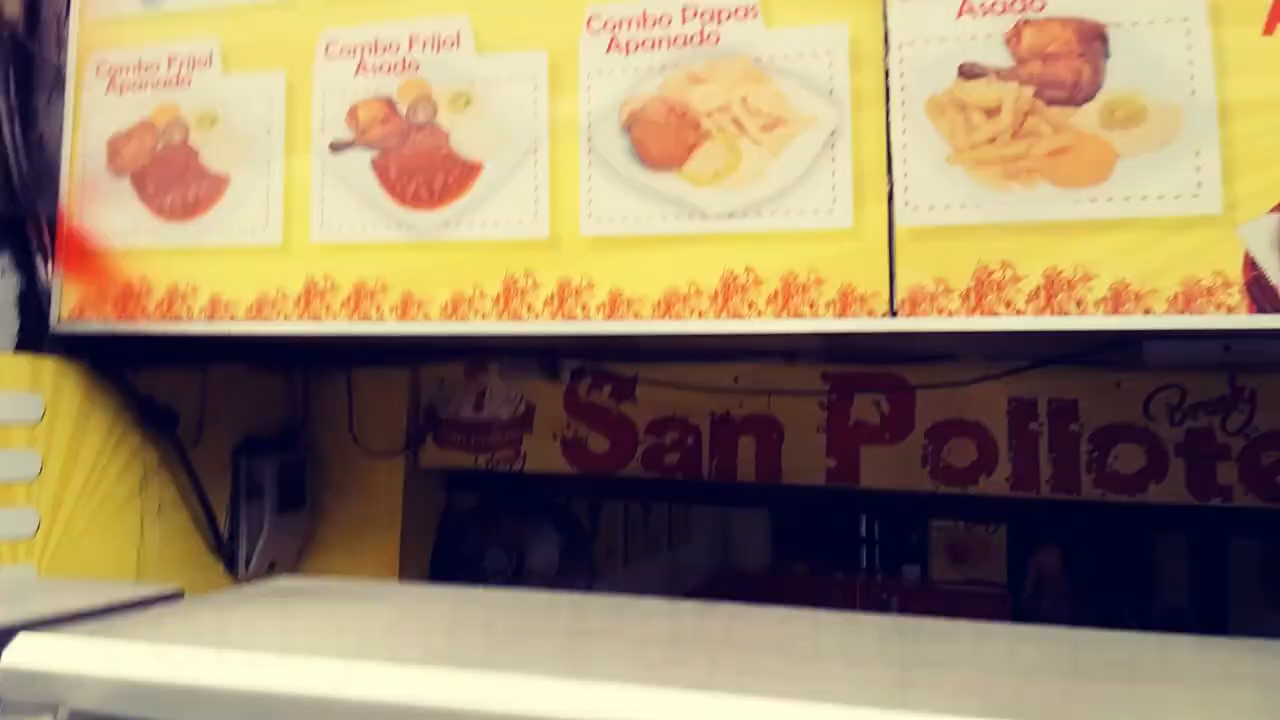 Combo Frijol
Apanado
Combo Frijol
Asado
Combo Papas
Apanado
Asado
San Pollote